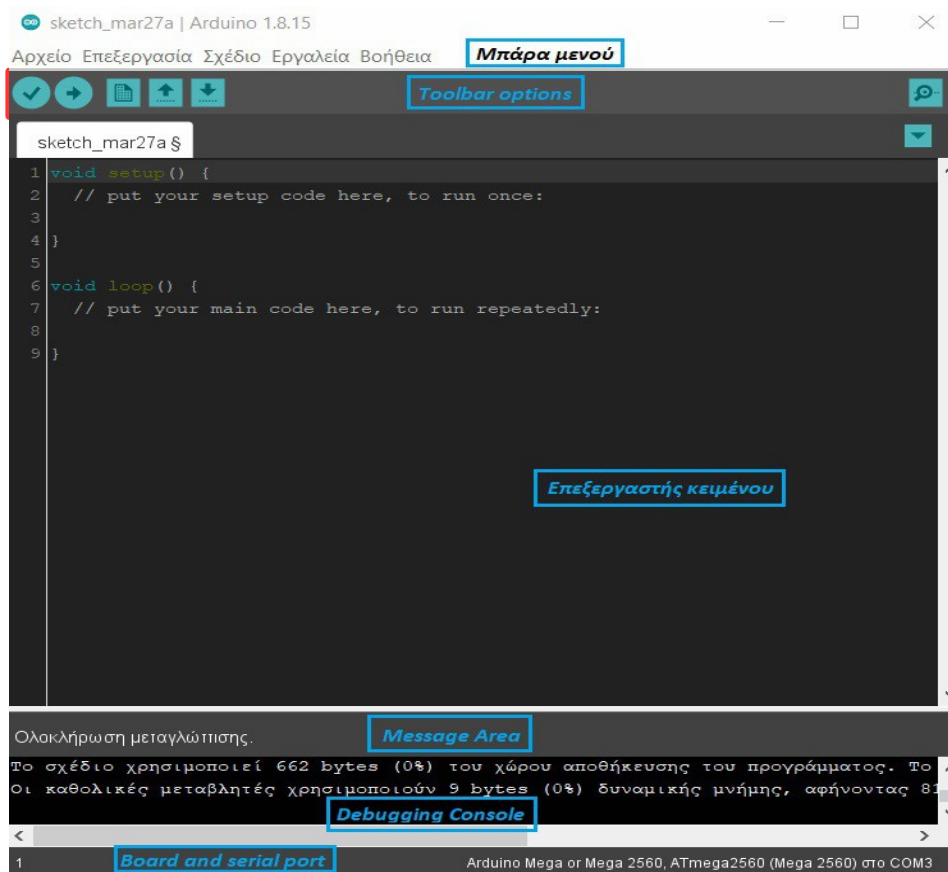 sketch_mar27a | Arduino 1.8.15
Αρχείο Επεξεργασία Σχέδιο Εργαλεία Βοήθεια Μπάρα μενού
Toolbar options
sketch_mar27a §
1 void setup() {
2 // put your setup code here, to run once:
3
4 }
5
6 void loop() {
7 // put your main code here, to run repeatedly:
8
9 }
Επεξεργαστής κειμένου
Ολοκλήρωση μεταγλώττισης. Message Area
Το σχέδιο χρησιμοποιεί 662 bytes (0%) του χώρου αποθήκευσης του προγράμματος. Το
Οι καθολικές μεταβλητές χρησιμοποιούν 9 bytes (0%) δυναμικής μνήμης, αφήνοντας 81
Debugging Console
1 Board and serial port Arduino Mega or Mega 2560, ATmega2560 (Mega 2560) στο COM3